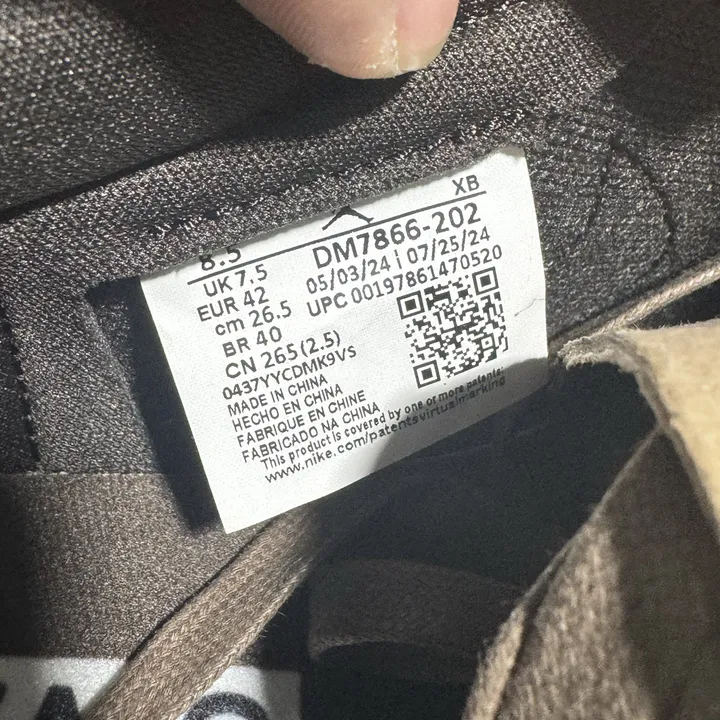 8.5
XB
UK 7.5
DM7866-202
EUR 42
05/03/24 | 07/25/24
cm 26.5
UPC 00197861470520
BR 40
CN 265 (2.5)
0437YYCDMK9VS
MADE IN CHINA
HECHO EN CHINA
FABRIQUE EN CHINE
FABRICADO NA CHINA
This product is covered by one or more patents:
www.nike.com/patentsvirtualmarking